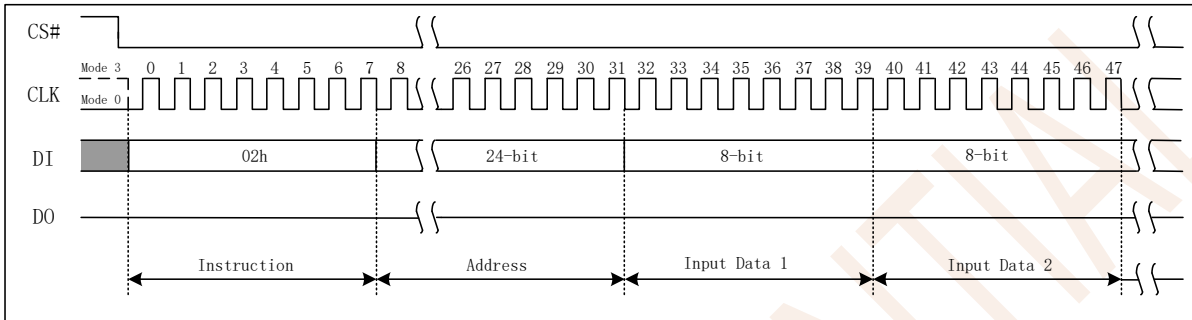 CS#
Mode 3 0 1 2 3 4 5 6 7 8 26 27 28 29 30 31 32 33 34 35 36 37 38 39 40 41 42 43 44 45 46 47
CLK
Mode 0
DI 02h 24-bit 8-bit 8-bit
DO
Instruction Address Input Data 1 Input Data 2